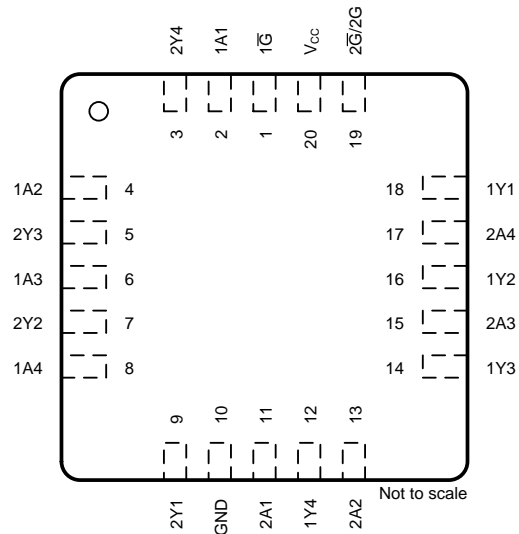 2Y4 1A1 1G̅ Vcc 2G̅/2G
3 2 1 20 19
1A2 4 18 1Y1
2Y3 5 17 2A4
1A3 6 16 1Y2
2Y2 7 15 2A3
1A4 8 14 1Y3
9 10 11 12 13
Not to scale
2Y1 GND 2A1 1Y4 2A2